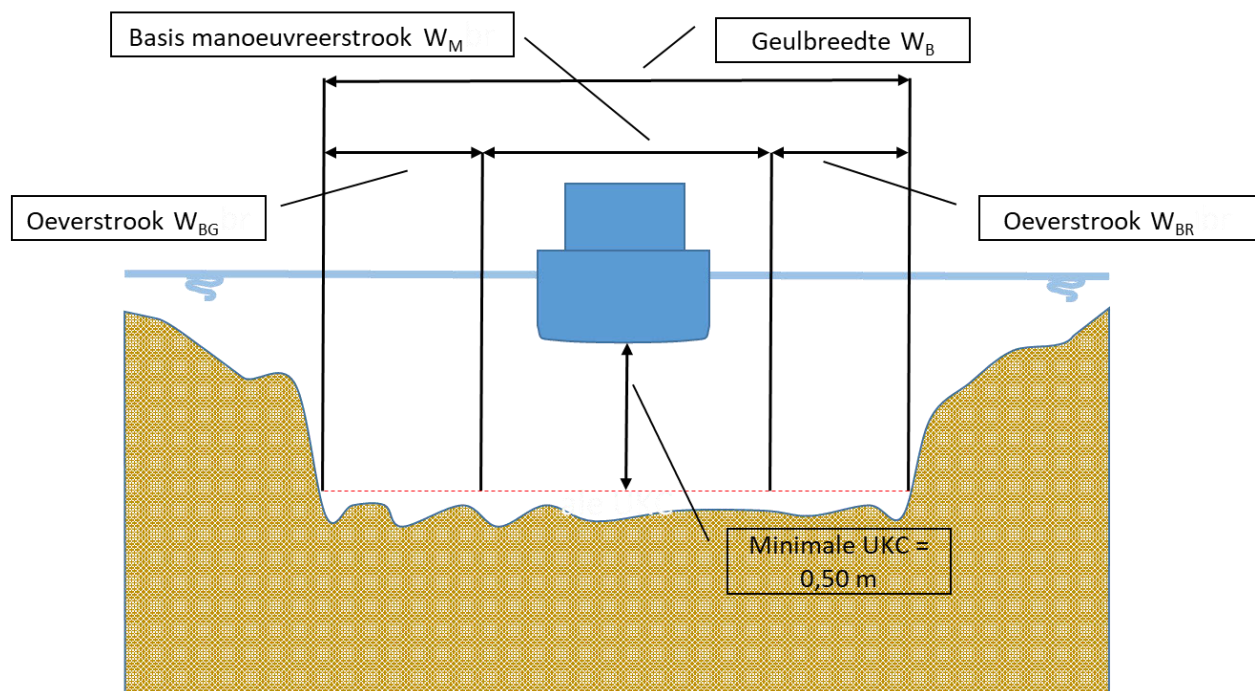 Basis manoeuvreerstrook W_M
Geulbreedte W_B
Oeverstrook W_BG
Oeverstrook W_BR
Minimale UKC =
0,50 m